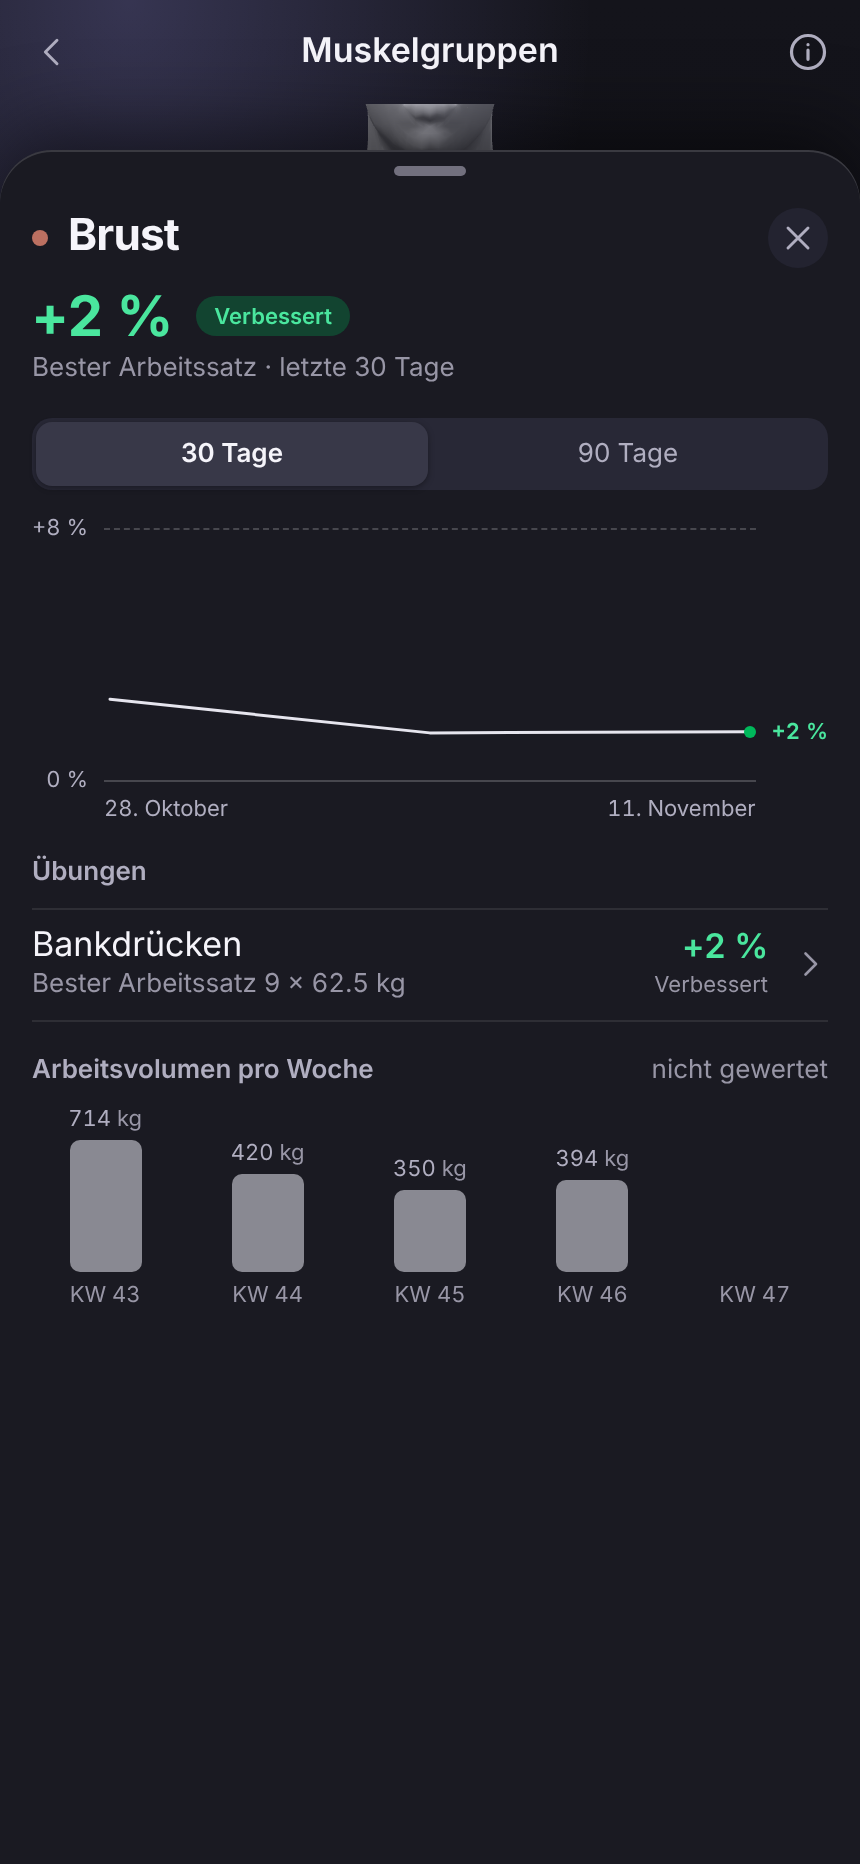 Muskelgruppen
Brust
+2 % Verbessert
Bester Arbeitssatz · letzte 30 Tage
30 Tage 90 Tage
+8 %
+2 %
0 %
28. Oktober 11. November
Übungen
Bankdrücken +2 %
Bester Arbeitssatz 9 × 62.5 kg Verbessert
Arbeitsvolumen pro Woche nicht gewertet
714 kg 420 kg 350 kg 394 kg
KW 43 KW 44 KW 45 KW 46 KW 47